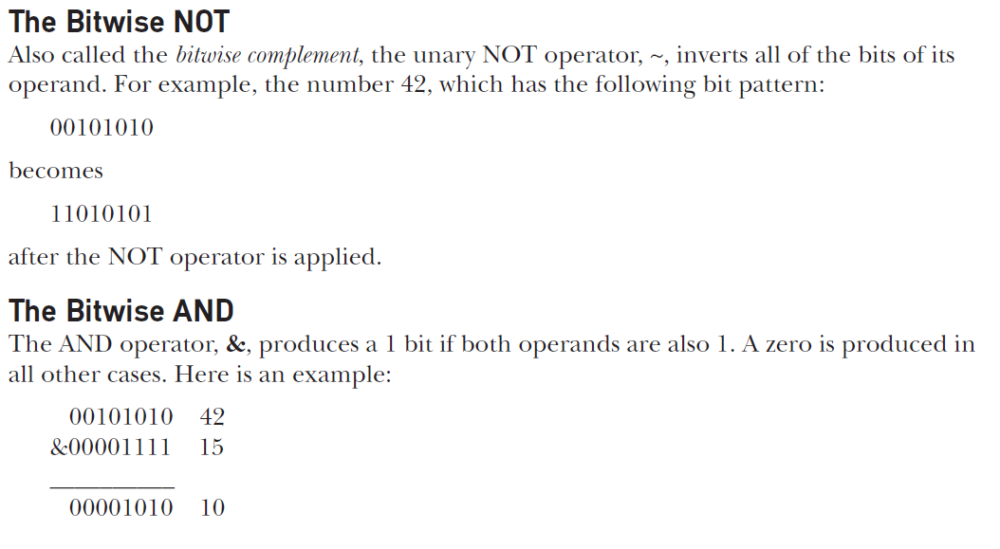 The Bitwise NOT
Also called the bitwise complement, the unary NOT operator, ~, inverts all of the bits of its
operand. For example, the number 42, which has the following bit pattern:
00101010
becomes
11010101
after the NOT operator is applied.
The Bitwise AND
The AND operator, &, produces a 1 bit if both operands are also 1. A zero is produced in
all other cases. Here is an example:
00101010 42
&00001111 15
__________
00001010 10